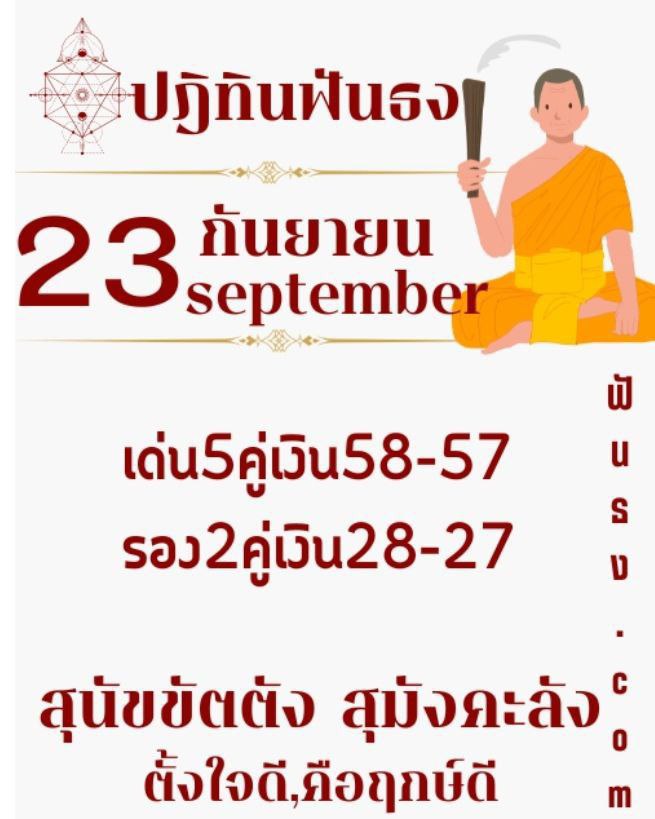 ปฏิทินฟันธง
23 กันยายน
september
เด่น5คู่เงิน58-57
รอง2คู่เงิน28-27
สุนัขขัตตัง สุมังคะลัง
ตั้งใจดี,คือฤกษ์ดี
ฟันธง.com